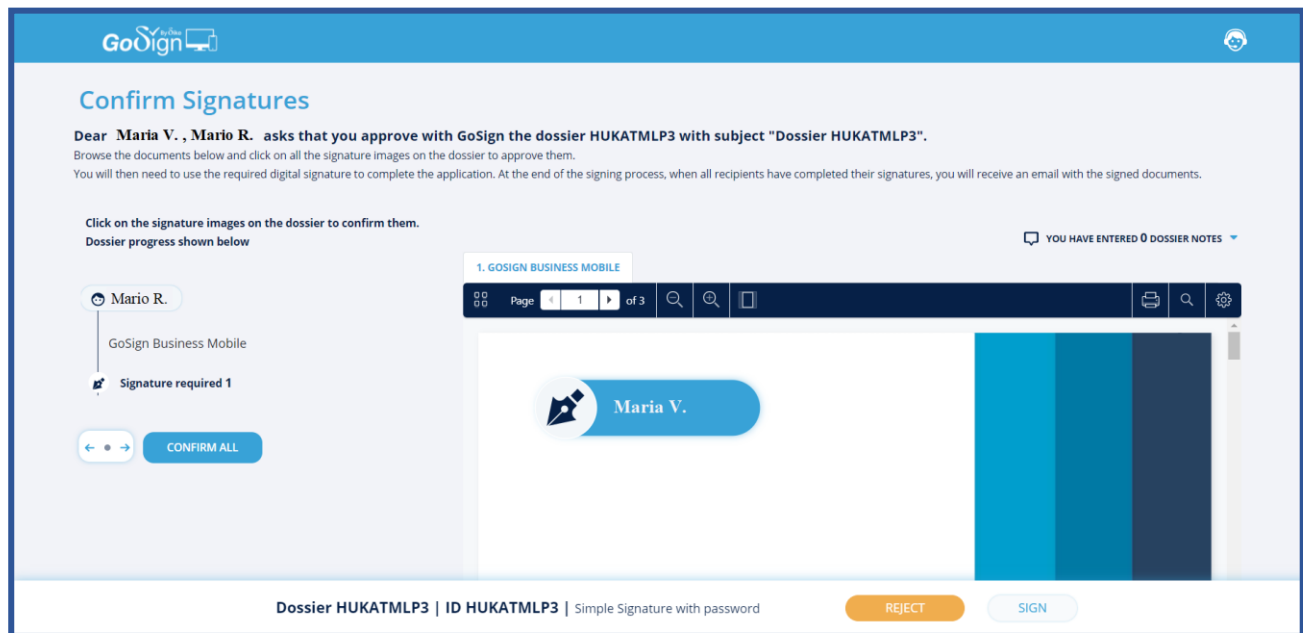 GoSign by Ōtea
Confirm Signatures
Dear Maria V. , Mario R. asks that you approve with GoSign the dossier HUKATMLP3 with subject "Dossier HUKATMLP3".
Browse the documents below and click on all the signature images on the dossier to approve them.
You will then need to use the required digital signature to complete the application. At the end of the signing process, when all recipients have completed their signatures, you will receive an email with the signed documents.
Click on the signature images on the dossier to confirm them.
Dossier progress shown below
YOU HAVE ENTERED 0 DOSSIER NOTES
1. GOSIGN BUSINESS MOBILE
Page 1 of 3
Mario R.
GoSign Business Mobile
Signature required 1
CONFIRM ALL
Maria V.
Dossier HUKATMLP3 | ID HUKATMLP3 | Simple Signature with password
REJECT
SIGN